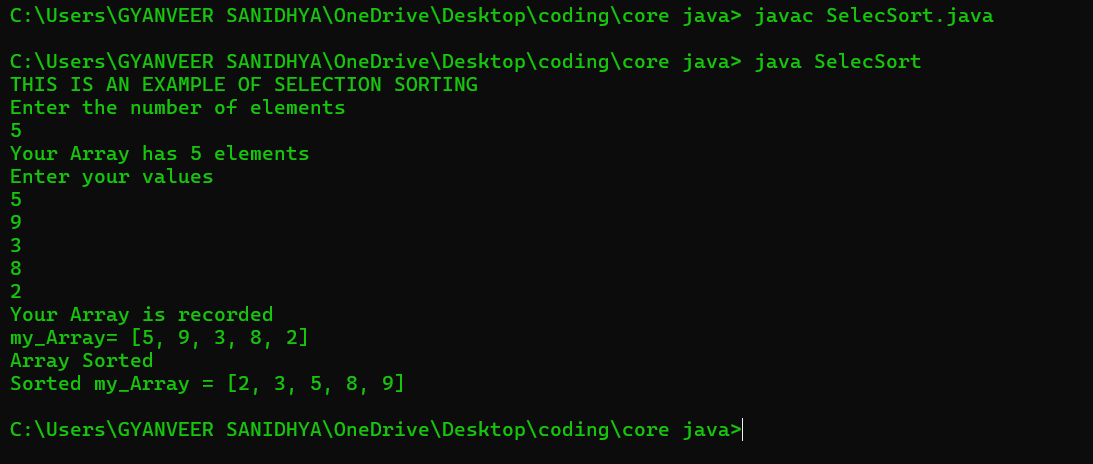 C:\Users\GYANVEER SANIDHYA\OneDrive\Desktop\coding\core java> javac SelecSort.java
C:\Users\GYANVEER SANIDHYA\OneDrive\Desktop\coding\core java> java SelecSort
THIS IS AN EXAMPLE OF SELECTION SORTING
Enter the number of elements
5
Your Array has 5 elements
Enter your values
5
9
3
8
2
Your Array is recorded
my_Array= [5, 9, 3, 8, 2]
Array Sorted
Sorted my_Array = [2, 3, 5, 8, 9]
C:\Users\GYANVEER SANIDHYA\OneDrive\Desktop\coding\core java>